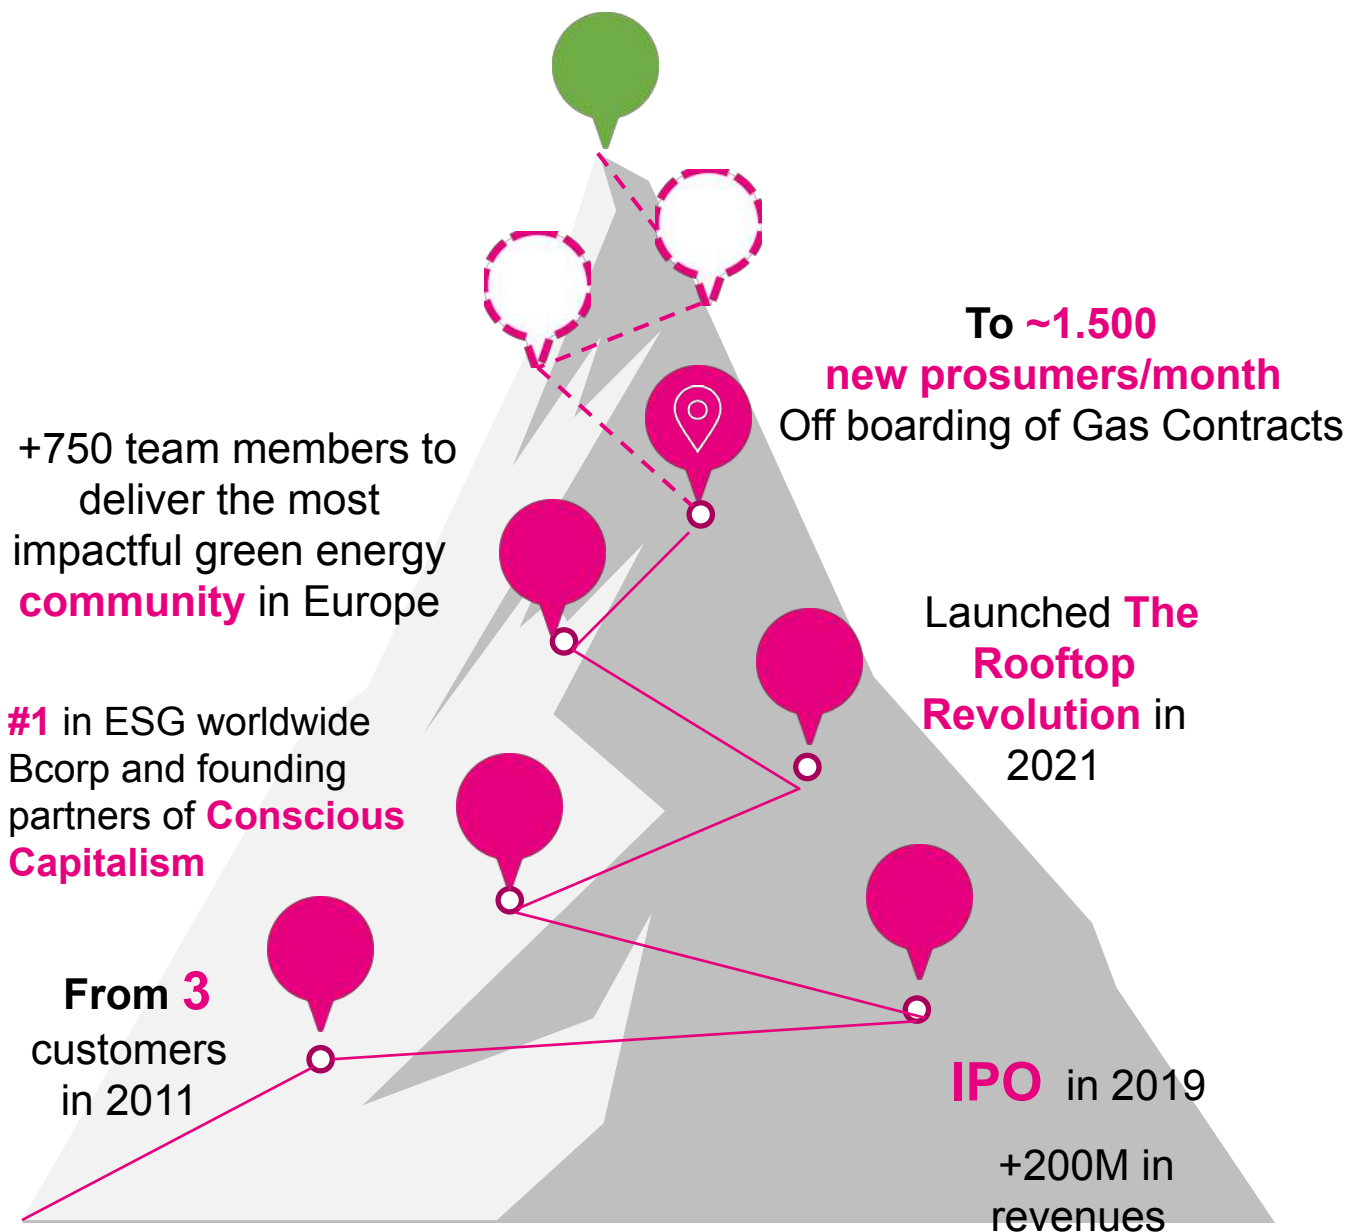 To ~1.500
new prosumers/month
Off boarding of Gas Contracts
+750 team members to
deliver the most
impactful green energy
community in Europe
Launched The
Rooftop
Revolution in
2021
#1 in ESG worldwide
Bcorp and founding
partners of Conscious
Capitalism
From 3
customers
in 2011
IPO in 2019
+200M in
revenues